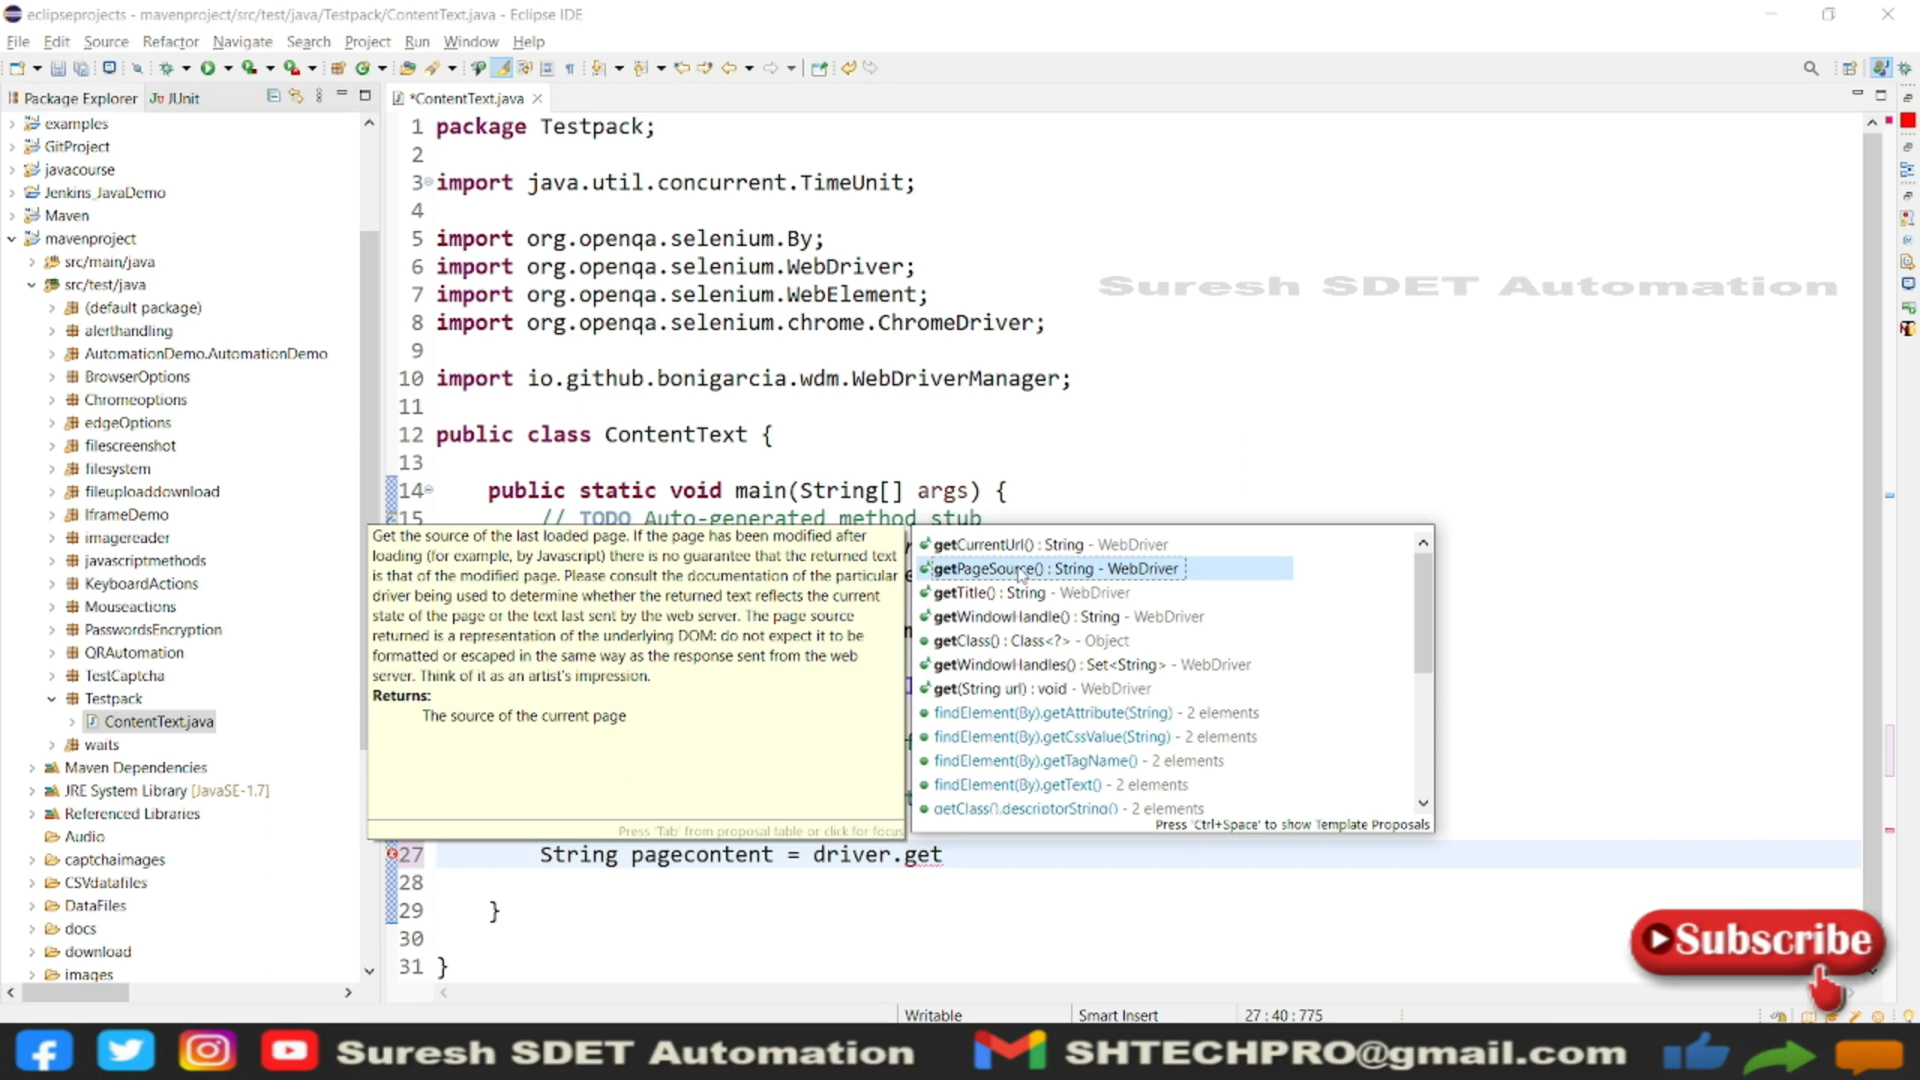 eclipseprojects - mavenproject/src/test/java/Testpack/ContentText.java - Eclipse IDE
File Edit Source Refactor Navigate Search Project Run Window Help
Package Explorer
JUnit
*ContentText.java
examples
GitProject
javacourse
Jenkins_JavaDemo
Maven
mavenproject
src/main/java
src/test/java
(default package)
alerthandling
AutomationDemo.AutomationDemo
BrowserOptions
Chromeoptions
edgeOptions
filescreenshot
filesystem
fileuploaddownload
IframeDemo
imagereader
javascriptmethods
KeyboardActions
Mouseactions
PasswordsEncryption
QRAutomation
TestCaptcha
Testpack
ContentText.java
waits
Maven Dependencies
JRE System Library [JavaSE-1.7]
Referenced Libraries
Audio
captchaimages
CSVdatafiles
DataFiles
docs
download
images
1 package Testpack;
2
3 import java.util.concurrent.TimeUnit;
4
5 import org.openqa.selenium.By;
6 import org.openqa.selenium.WebDriver;
7 import org.openqa.selenium.WebElement;
8 import org.openqa.selenium.chrome.ChromeDriver;
9
10 import io.github.bonigarcia.wdm.WebDriverManager;
11
12 public class ContentText {
13
14 public static void main(String[] args) {
15 // TODO Auto-generated method stub
Suresh SDET Automation
Get the source of the last loaded page. If the page has been modified after
loading (for example, by Javascript) there is no guarantee that the returned text
is that of the modified page. Please consult the documentation of the particular
driver being used to determine whether the returned text reflects the current
state of the page or the text last sent by the web server. The page source
returned is a representation of the underlying DOM: do not expect it to be
formatted or escaped in the same way as the response sent from the web
server. Think of it as an artist's impression.
Returns:
The source of the current page
Press 'Tab' from proposal table or click for focus
getCurrentUrl() : String - WebDriver
getPageSource() : String - WebDriver
getTitle() : String - WebDriver
getWindowHandle() : String - WebDriver
getClass() : Class<?> - Object
getWindowHandles() : Set<String> - WebDriver
get(String url) : void - WebDriver
findElement(By).getAttribute(String) - 2 elements
findElement(By).getCssValue(String) - 2 elements
findElement(By).getTagName() - 2 elements
findElement(By).getText() - 2 elements
getClass().descriptorString() - 2 elements
Press 'Ctrl+Space' to show Template Proposals
27 String pagecontent = driver.get
28
29 }
30
31 }
Subscribe
Writable
Smart Insert
27 : 40 : 775
Suresh SDET Automation
SHTECHPRO@gmail.com